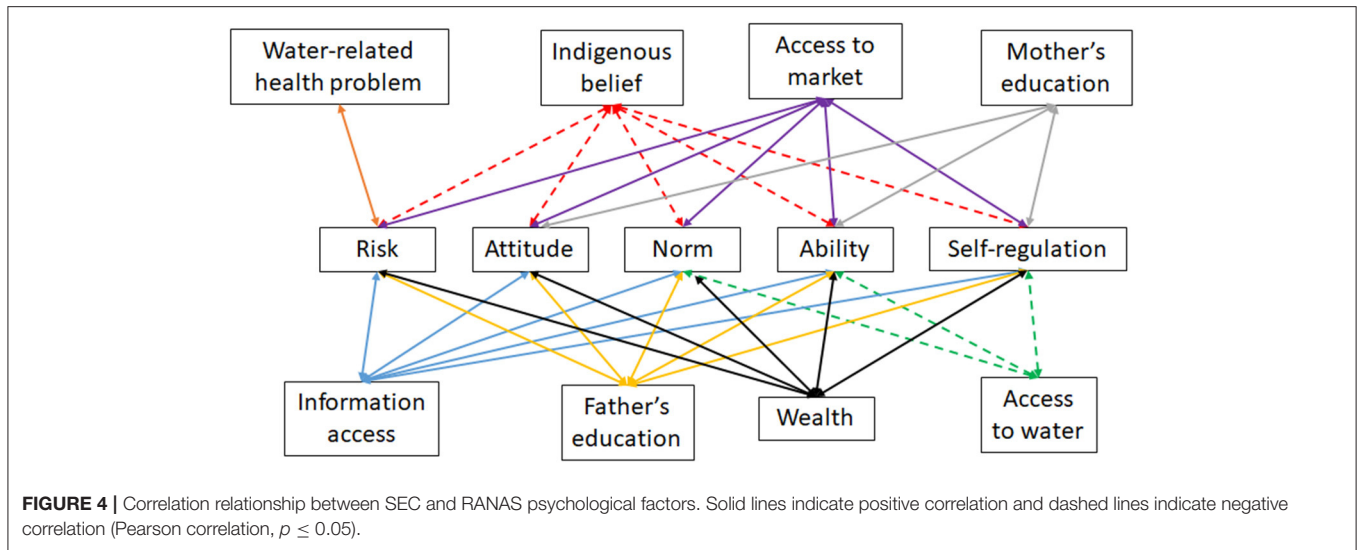 Water-related
health problem
Indigenous
belief
Access to
market
Mother's
education
Risk
Attitude
Norm
Ability
Self-regulation
Information
access
Father's
education
Wealth
Access
to water
FIGURE 4 | Correlation relationship between SEC and RANAS psychological factors. Solid lines indicate positive correlation and dashed lines indicate negative
correlation (Pearson correlation, p ≤ 0.05).